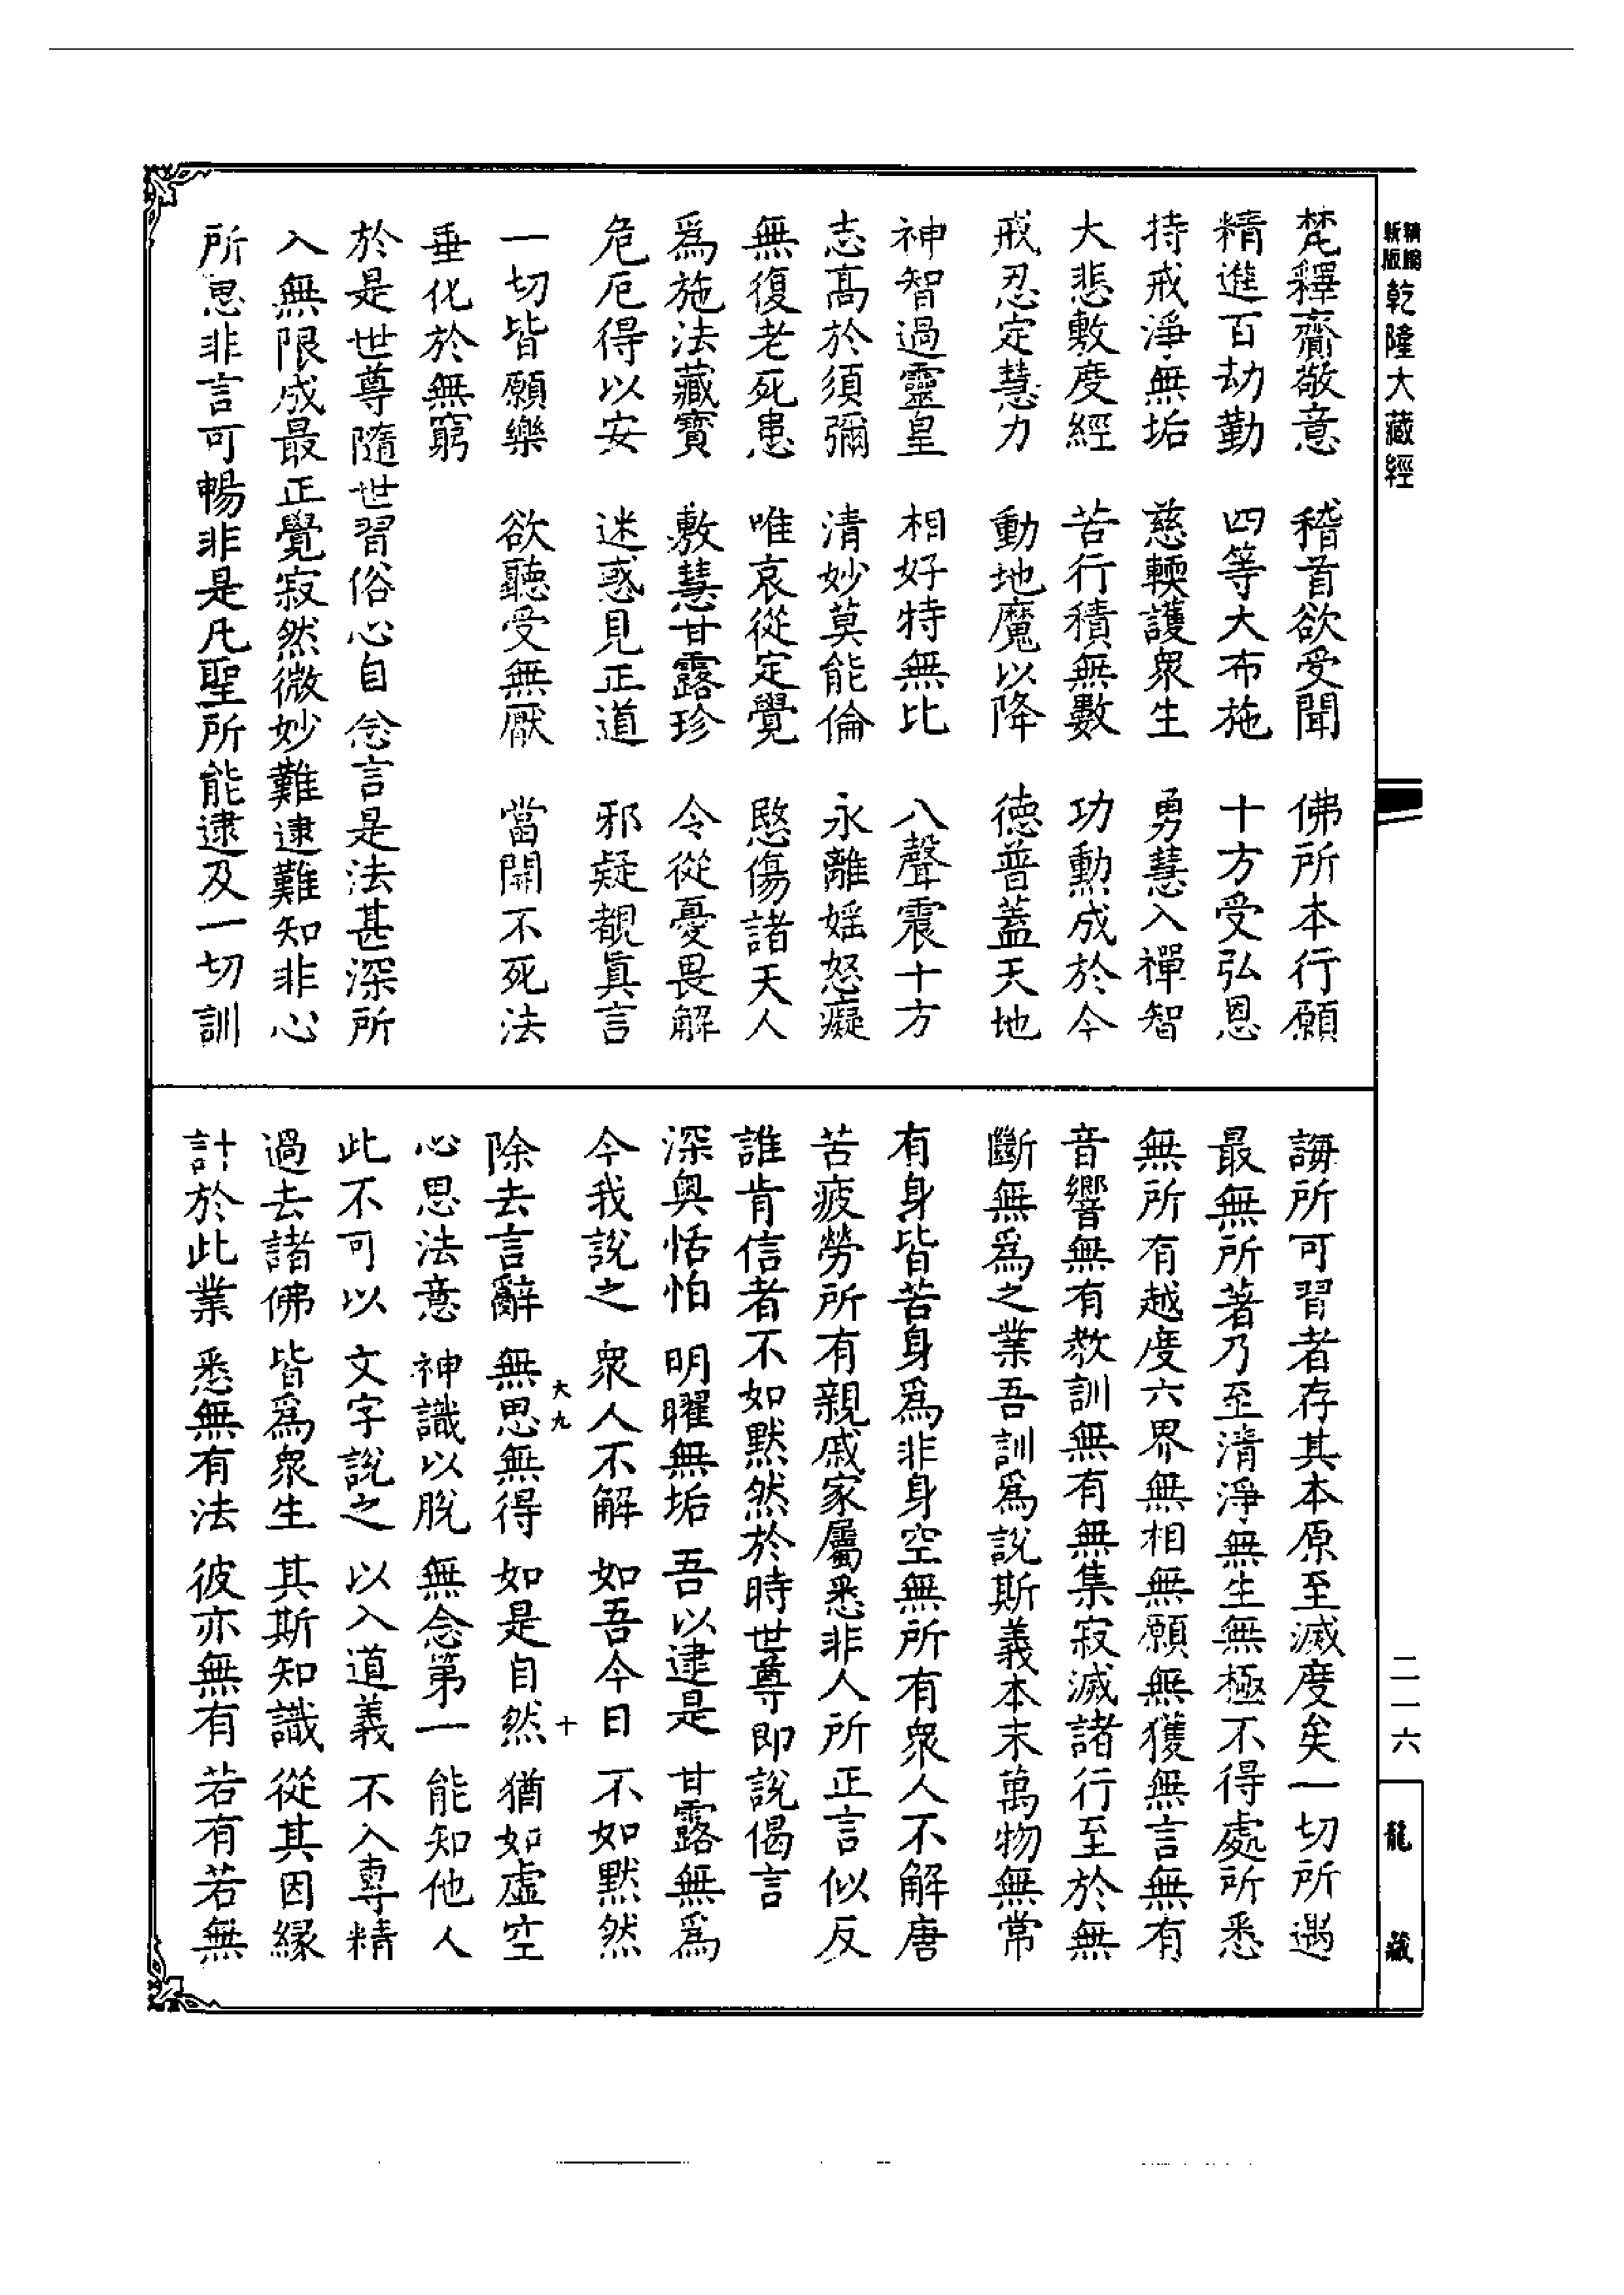 新版精縮乾隆大藏經
梵釋齋敬意 稽首欲受聞 佛所本行願
精進百劫勤 四等大布施 十方受弘恩
持戒淨無垢 慈輭護衆生 勇慧入禪智
大悲敷度經 苦行積無數 功勲成於今
戒忍定慧力 動地魔以降 德普蓋天地
神智過靈皇 相好特無比 八聲震十方
志高於須彌 清妙莫能倫 永離婬怒癡
無復老死患 唯哀從定覺 愍傷諸天人
爲施法藏寶 敷慧甘露珍 令從憂畏解
危厄得以安 迷惑見正道 邪疑覩眞言
一切皆願樂 欲聽受無厭 當開不死法
垂化於無窮
於是世尊隨世習俗心自念言是法甚深所
入無限成最正覺寂然微妙難逮難知非心
所思非言可暢非是凡聖所能逮及一切訓
誨所可習者存其本原至滅度矣一切所遇
最無所著乃至清淨無生無極不得處所悉
無所有越度六界無相無願無獲無言無有
音響無有教訓無有無集寂滅諸行至於無
斷無爲之業吾訓爲說斯義本末萬物無常
有身皆苦身爲非身空無所有衆人不解唐
苦疲勞所有親戚家屬悉非人所正言似反
誰肯信者不如默然於時世尊即說偈言
深奥恬怕 明曜無垢 吾以逮是 甘露無爲
今我說之 衆人不解 如吾今日 不如默然
大九 十
除去言辭 無思無得 如是自然 猶如虛空
心思法意 神識以脫 無念第一 能知他人
此不可以 文字說之 以入道義 不入專精
過去諸佛 皆爲衆生 其斯知識 從其因緣
計於此業 悉無有法 彼亦無有 若有若無
二一六
龍藏